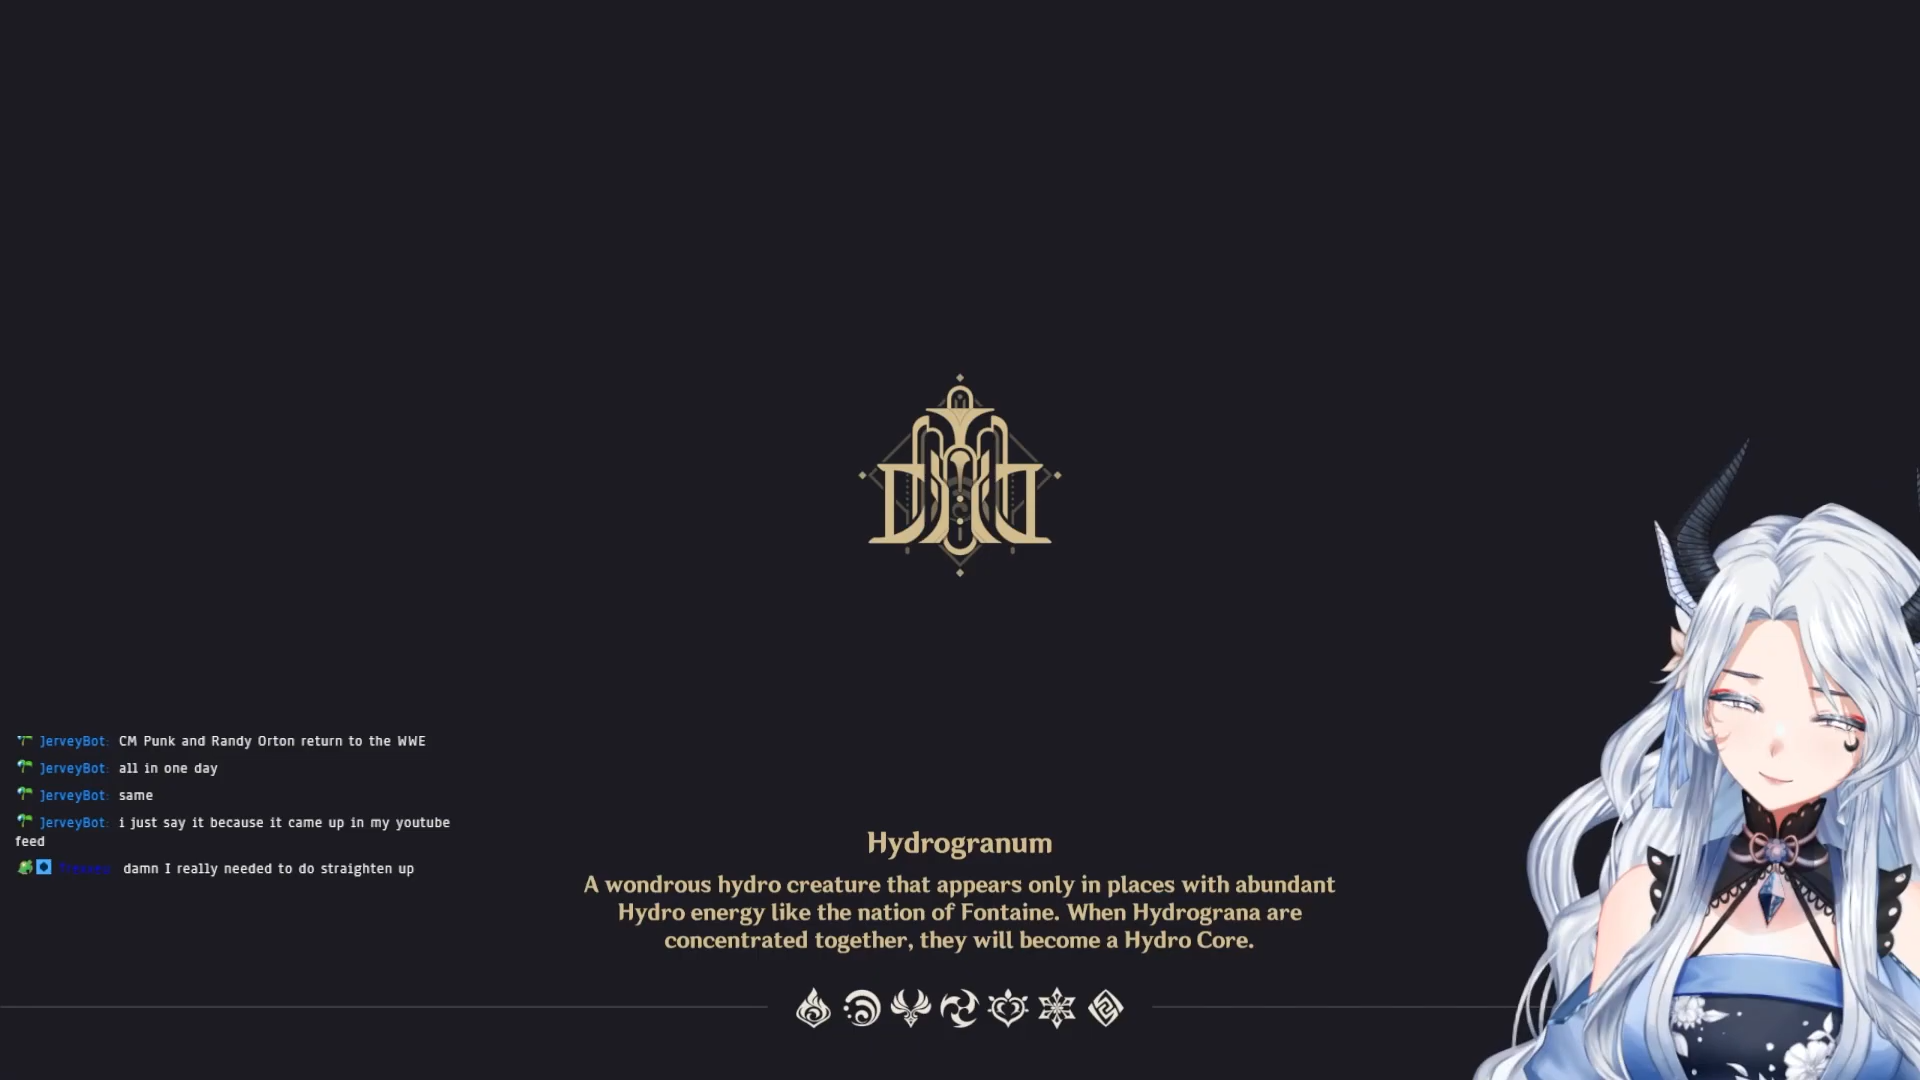 JerveyBot: CM Punk and Randy Orton return to the WWE
JerveyBot: all in one day
JerveyBot: same
JerveyBot: i just say it because it came up in my youtube
feed
damn I really needed to do straighten up
Hydrogranum
A wondrous hydro creature that appears only in places with abundant
Hydro energy like the nation of Fontaine. When Hydrograna are
concentrated together, they will become a Hydro Core.